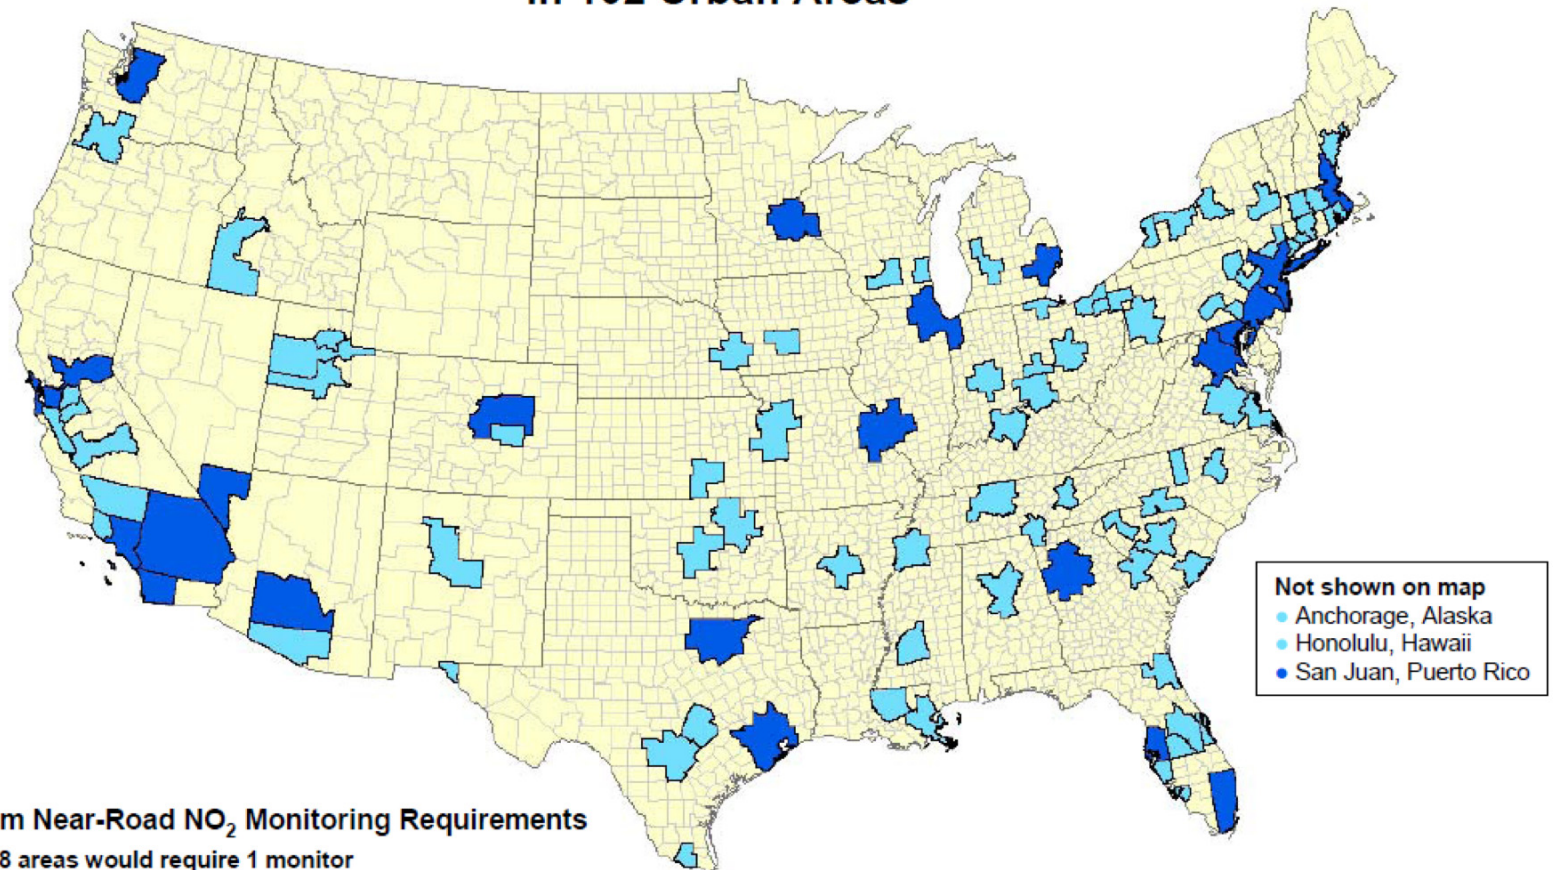 Not shown on map
Anchorage, Alaska
Honolulu, Hawaii
San Juan, Puerto Rico
m Near-Road NO₂ Monitoring Requirements
8 areas would require 1 monitor